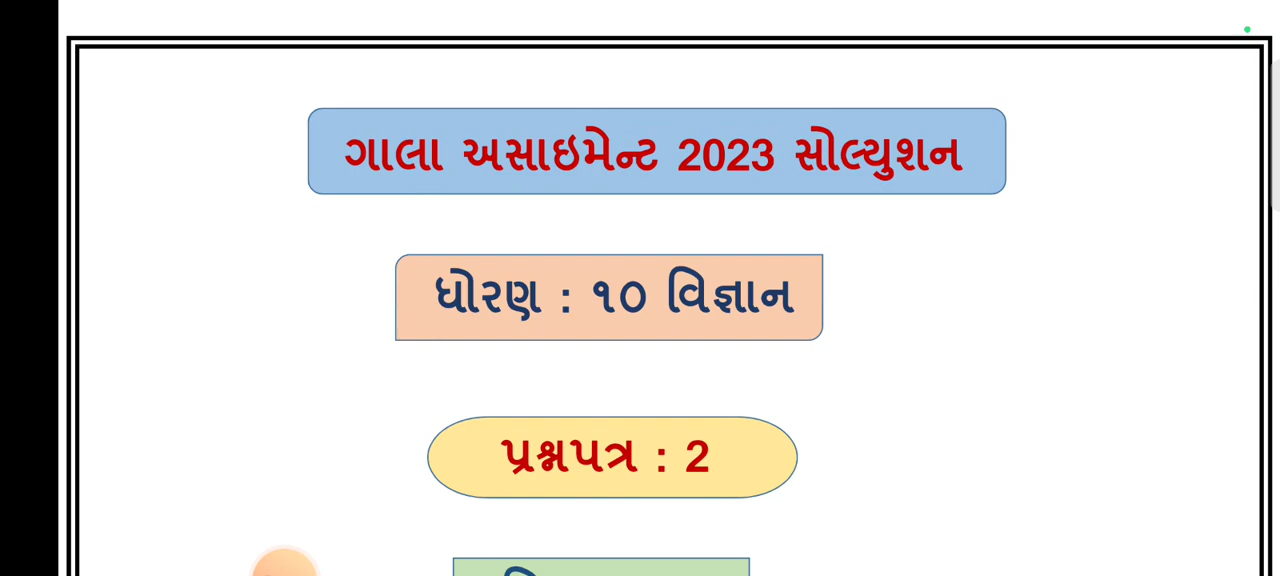 ગાલા અસાઇમેન્ટ 2023 સોલ્યુશન
ધોરણ : ૧૦ વિજ્ઞાન
પ્રશ્નપત્ર : 2